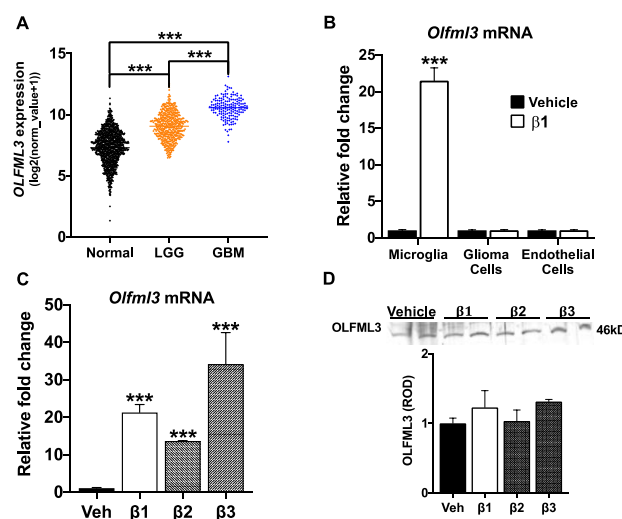 A
OLFML3 expression
(log2(norm_value+1))
15
10
5
0
***
***
***
Normal LGG GBM
B
Olfml3 mRNA
Relative fold change
25
20
15
10
5
0
***
Vehicle
β1
Microglia Glioma Cells Endothelial Cells
C
Olfml3 mRNA
Relative fold change
50
40
30
20
10
0
***
***
***
Veh β1 β2 β3
D
Vehicle β1 β2 β3
OLFML3 46kD
OLFML3 (ROD)
2
1
0
Veh β1 β2 β3